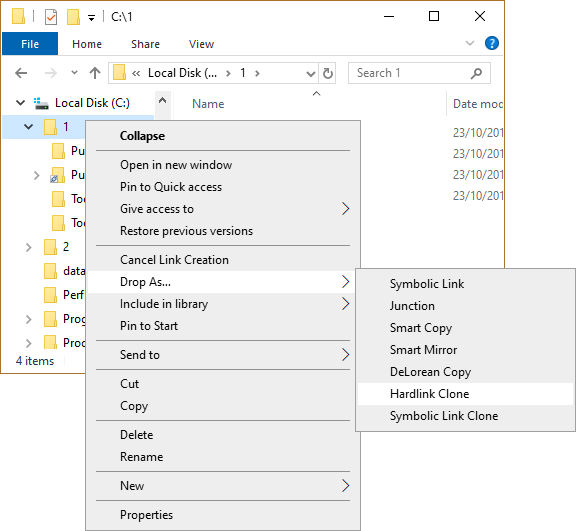 C:\1
File
Home
Share
View
Local Disk (...
1
Search 1
Local Disk (C:)
Name
Date mod
1
23/10/201
Pu
23/10/201
Pu
23/10/201
Too
23/10/201
Too
2
data
Perf
Prog
Prog
4 items
Collapse
Open in new window
Pin to Quick access
Give access to
Restore previous versions
Cancel Link Creation
Drop As...
Include in library
Pin to Start
Send to
Cut
Copy
Delete
Rename
New
Properties
Symbolic Link
Junction
Smart Copy
Smart Mirror
DeLorean Copy
Hardlink Clone
Symbolic Link Clone